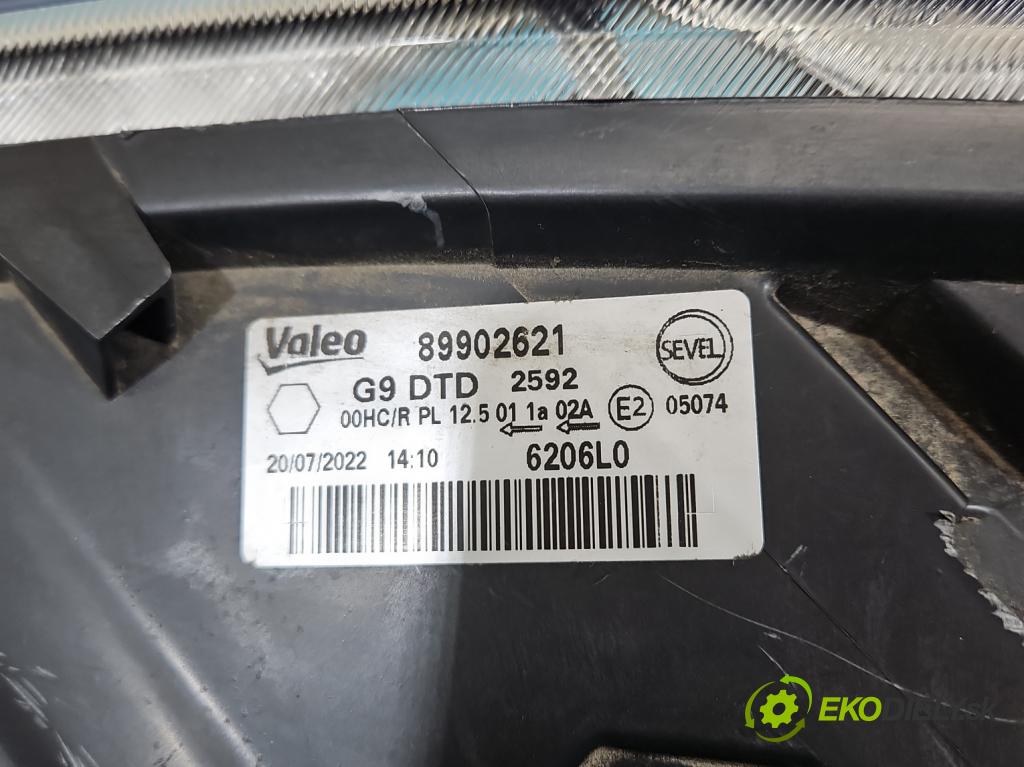 Valeo 89902621 SEVEL
G9 DTD 2592
00HC/R PL 12.5 01 1a 02A E2 05074
20/07/2022 14:10 6206L0
EKODIELY.sk